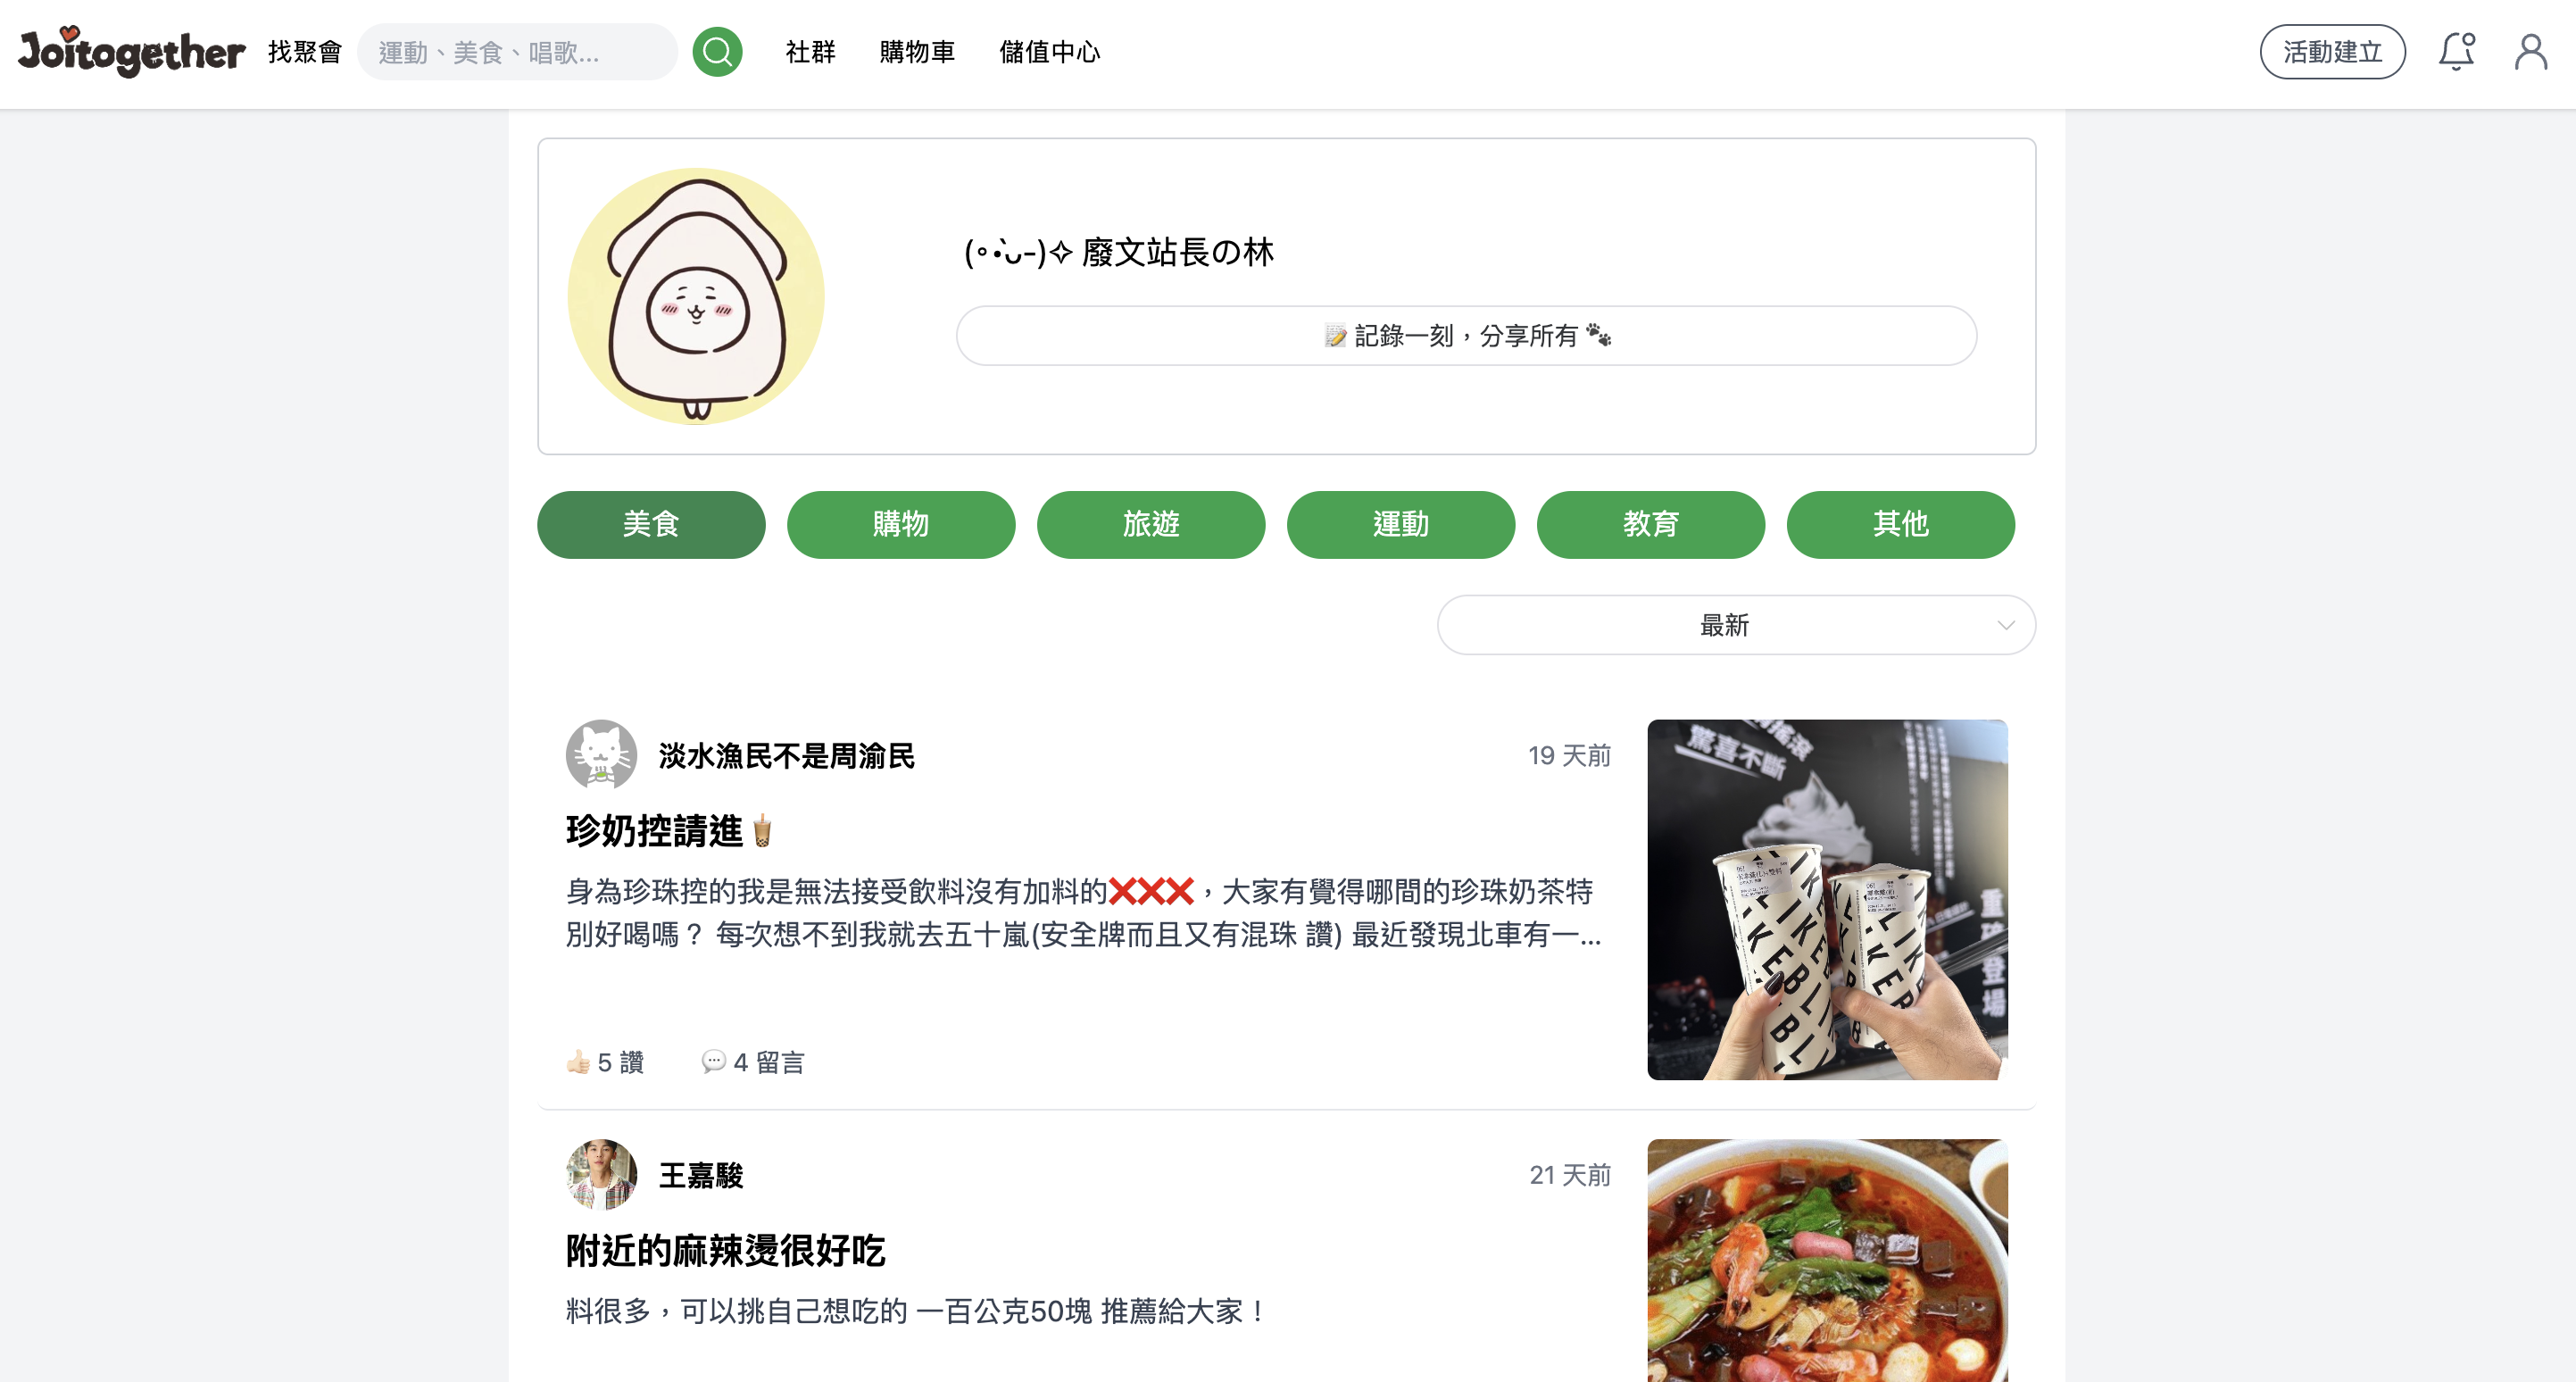 Joitogether 找聚會 運動、美食、唱歌... 社群 購物車 儲值中心 活動建立
(∘•̀ᴗ-)✧ 廢文站長の林
📝 記錄一刻，分享所有 🐾
美食 購物 旅遊 運動 教育 其他
最新
淡水漁民不是周渝民 19 天前
珍奶控請進🧋
身為珍珠控的我是無法接受飲料沒有加料的❌❌❌，大家有覺得哪間的珍珠奶茶特
別好喝嗎？ 每次想不到我就去五十嵐(安全牌而且又有混珠 讚) 最近發現北車有一...
👍🏻 5 讚 💬 4 留言
驚喜不斷
重磅登場
王嘉駿 21 天前
附近的麻辣燙很好吃
料很多，可以挑自己想吃的 一百公克50塊 推薦給大家！